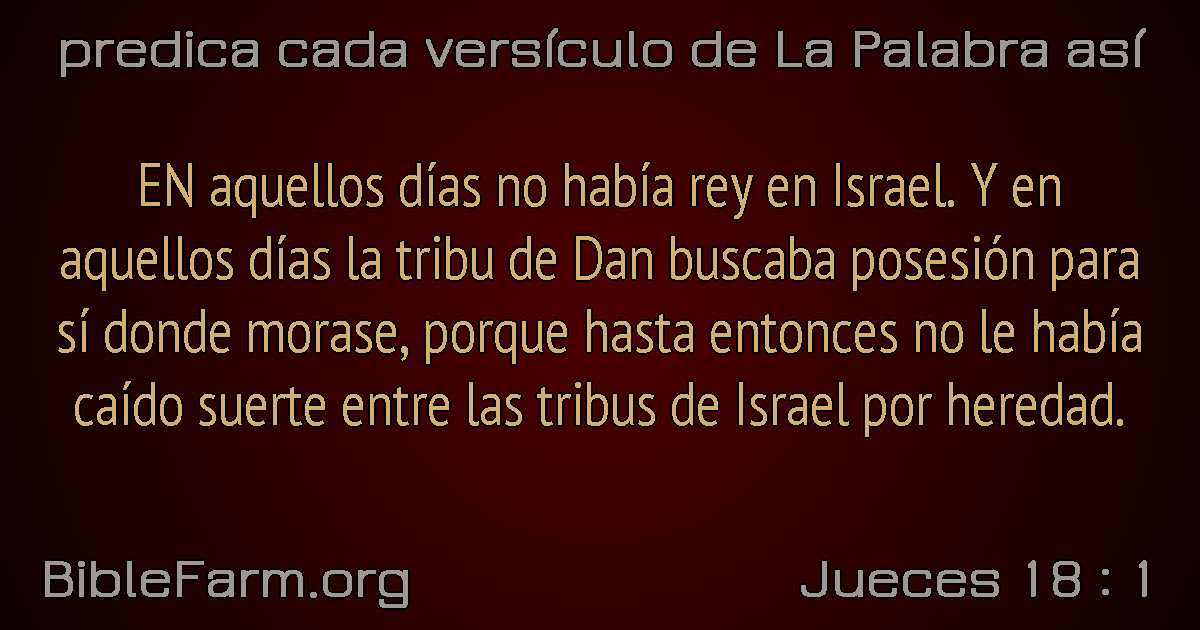 predica cada versículo de La Palabra así
EN aquellos días no había rey en Israel. Y en
aquellos días la tribu de Dan buscaba posesión para
sí donde morase, porque hasta entonces no le había
caído suerte entre las tribus de Israel por heredad.
BibleFarm.org
Jueces 18 : 1